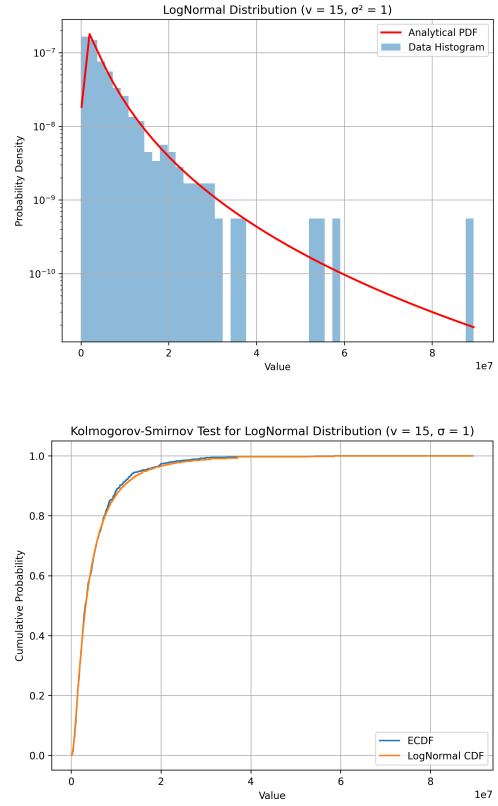 LogNormal Distribution (v = 15, σ² = 1)
Analytical PDF
Data Histogram
10⁻⁷
10⁻⁸
10⁻⁹
10⁻¹⁰
Probability Density
0 2 4 6 8
1e7
Value
Kolmogorov-Smirnov Test for LogNormal Distribution (v = 15, σ = 1)
1.0
0.8
0.6
0.4
0.2
0.0
Cumulative Probability
ECDF
LogNormal CDF
0 2 4 6 8
1e7
Value